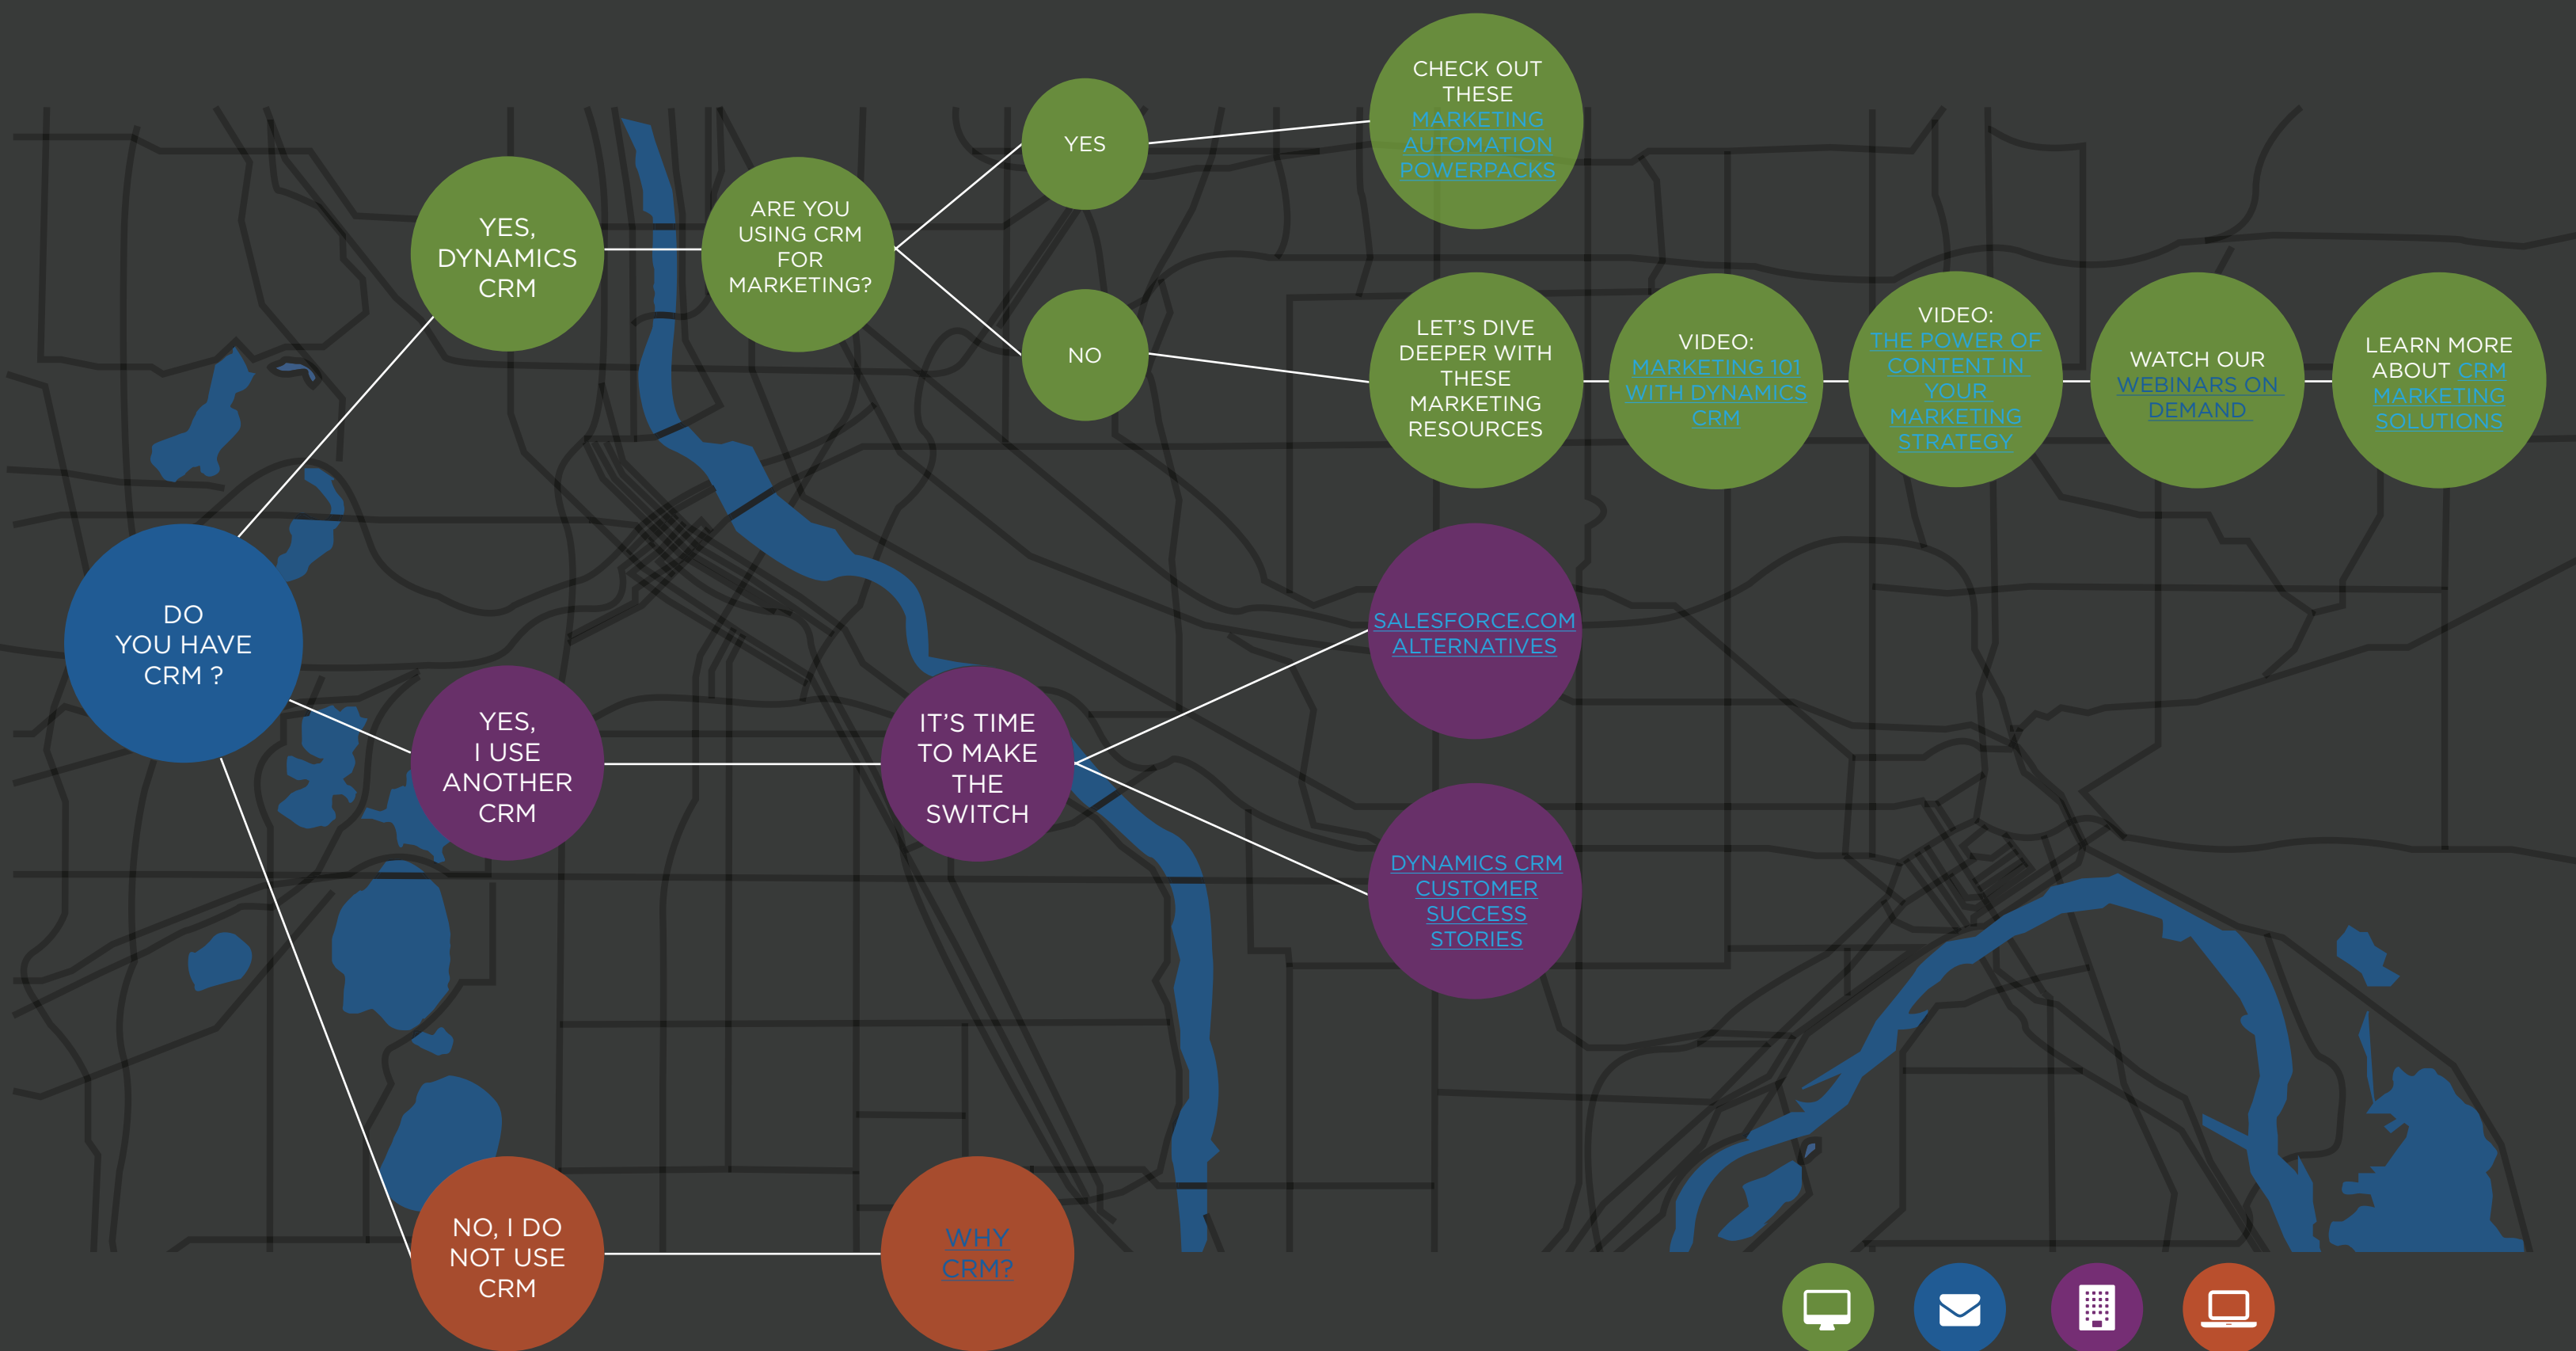 DO
YOU HAVE
CRM ?
YES,
DYNAMICS
CRM
ARE YOU
USING CRM
FOR
MARKETING?
YES
CHECK OUT
THESE
MARKETING
AUTOMATION
POWERPACKS
NO
LET'S DIVE
DEEPER WITH
THESE
MARKETING
RESOURCES
VIDEO:
MARKETING 101
WITH DYNAMICS
CRM
VIDEO:
THE POWER OF
CONTENT IN
YOUR
MARKETING
STRATEGY
WATCH OUR
WEBINARS ON
DEMAND
LEARN MORE
ABOUT CRM
MARKETING
SOLUTIONS
YES,
I USE
ANOTHER
CRM
IT'S TIME
TO MAKE
THE
SWITCH
SALESFORCE.COM
ALTERNATIVES
DYNAMICS CRM
CUSTOMER
SUCCESS
STORIES
NO, I DO
NOT USE
CRM
WHY
CRM?